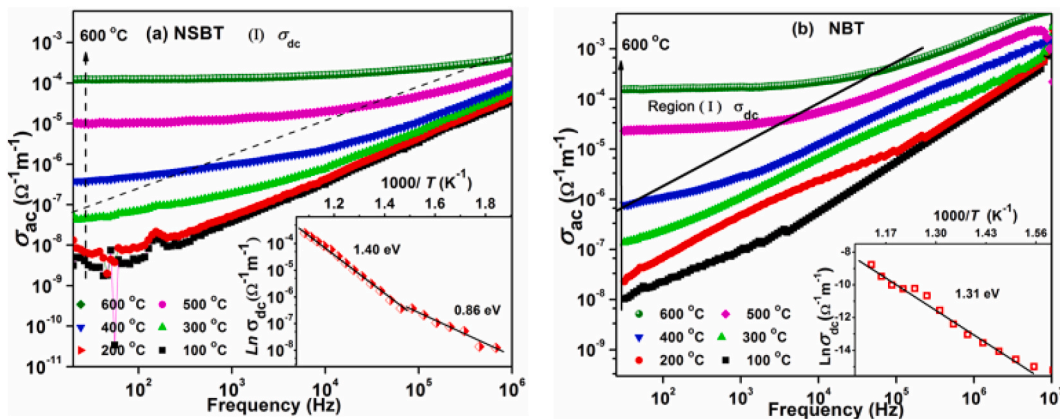 (a) NSBT (I) σdc
600 °C
10⁻³
10⁻⁴
10⁻⁵
10⁻⁶
10⁻⁷
10⁻⁸
10⁻⁹
10⁻¹⁰
10⁻¹¹
σac (Ω⁻¹m⁻¹)
600 °C 500 °C
400 °C 300 °C
200 °C 100 °C
10² 10³ 10⁴ 10⁵ 10⁶
Frequency (Hz)
1000/ T (K⁻¹)
1.2 1.4 1.6 1.8
Ln σdc(Ω⁻¹m⁻¹)
10⁻³
10⁻⁴
10⁻⁵
10⁻⁶
10⁻⁷
10⁻⁸
1.40 eV
0.86 eV
(b) NBT
600 °C
Region (I) σdc
10⁻³
10⁻⁴
10⁻⁵
10⁻⁶
10⁻⁷
10⁻⁸
10⁻⁹
σac (Ω⁻¹m⁻¹)
600 °C 500 °C
400 °C 300 °C
200 °C 100 °C
10² 10³ 10⁴ 10⁵ 10⁶ 10⁷
Frequency (Hz)
1000/T (K⁻¹)
1.17 1.30 1.43 1.56
Lnσdc(Ω⁻¹m⁻¹)
-8
-10
-12
-14
1.31 eV